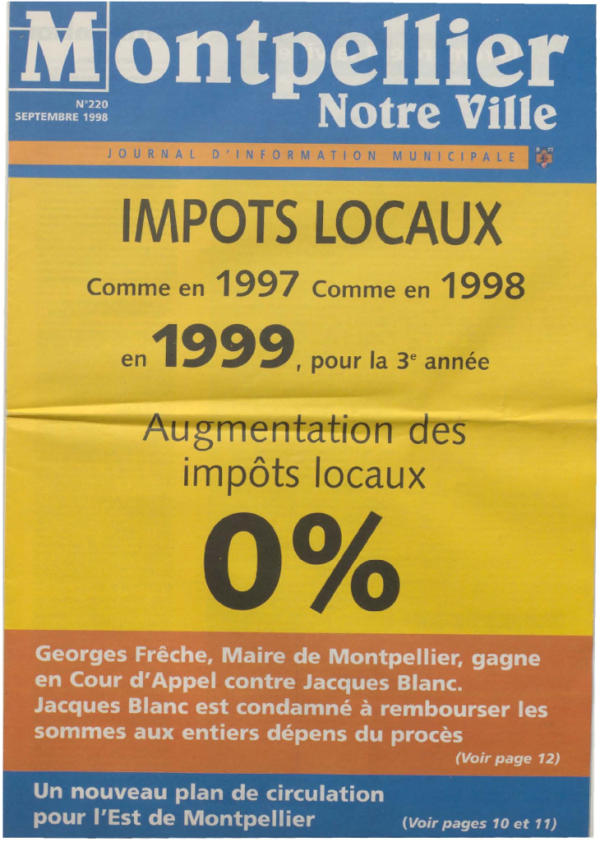 Montpellier
Notre Ville
N°220
SEPTEMBRE 1998
JOURNAL D'INFORMATION MUNICIPALE
IMPOTS LOCAUX
Comme en 1997 Comme en 1998
en 1999, pour la 3e année
Augmentation des
impôts locaux
0%
Georges Frêche, Maire de Montpellier, gagne
en Cour d'Appel contre Jacques Blanc.
Jacques Blanc est condamné à rembourser les
sommes aux entiers dépens du procès
(Voir page 12)
Un nouveau plan de circulation
pour l'Est de Montpellier (Voir pages 10 et 11)